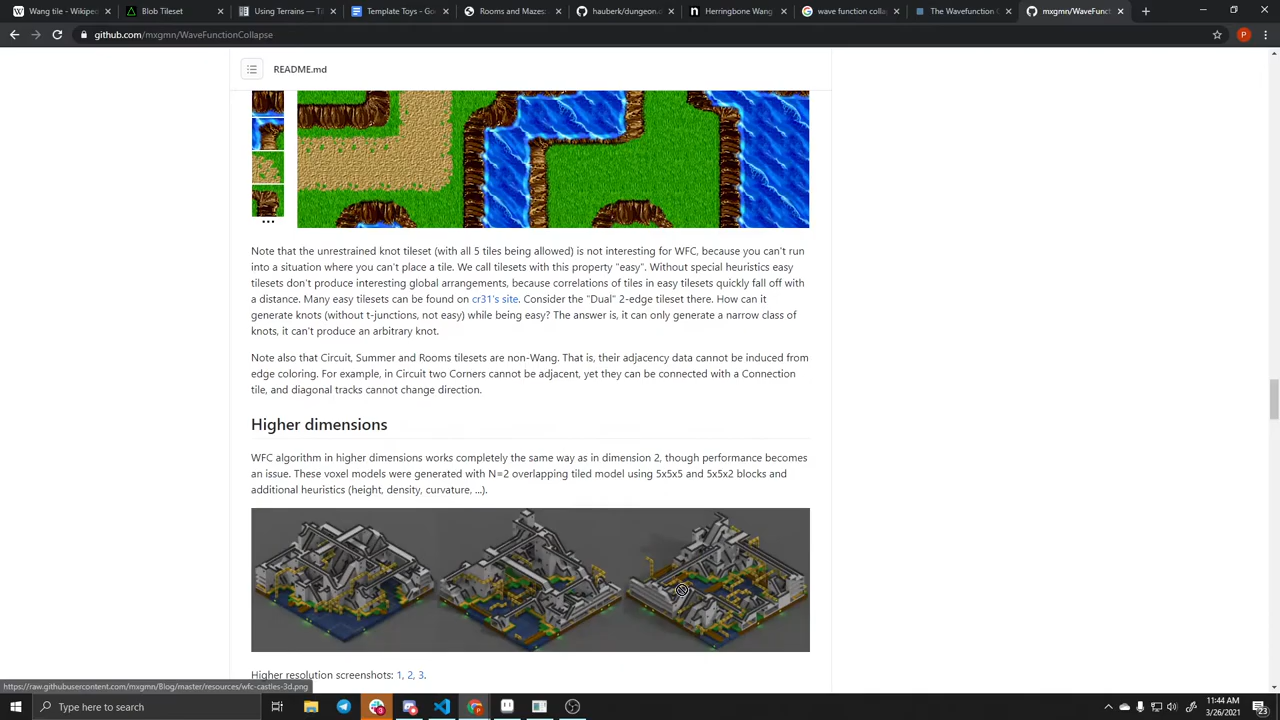 Wang tile - Wikipe
Blob Tileset
Unity Terrains
Template Toys - Go
Rooms and Mazes:
hauberk/dungeon.d
Herringbone Wang
wave function colla
The Wavefunction C
mxgmn/WaveFunctio
github.com/mxgmn/WaveFunctionCollapse
P
README.md
...
Note that the unrestrained knot tileset (with all 5 tiles being allowed) is not interesting for WFC, because you can't run
into a situation where you can't place a tile. We call tilesets with this property "easy". Without special heuristics easy
tilesets don't produce interesting global arrangements, because correlations of tiles in easy tilesets quickly fall off with
a distance. Many easy tilesets can be found on cr31's site. Consider the "Dual" 2-edge tileset there. How can it
generate knots (without t-junctions, not easy) while being easy? The answer is, it can only generate a narrow class of
knots, it can't produce an arbitrary knot.
Note also that Circuit, Summer and Rooms tilesets are non-Wang. That is, their adjacency data cannot be induced from
edge coloring. For example, in Circuit two Corners cannot be adjacent, yet they can be connected with a Connection
tile, and diagonal tracks cannot change direction.
Higher dimensions
WFC algorithm in higher dimensions works completely the same way as in dimension 2, though performance becomes
an issue. These voxel models were generated with N=2 overlapping tiled model using 5x5x5 and 5x5x2 blocks and
additional heuristics (height, density, curvature, ...).
Higher resolution screenshots: 1, 2, 3.
https://raw.githubusercontent.com/mxgmn/Blog/master/resources/wfc-castles-3d.png
Type here to search
11:44 AM
3/26/2021